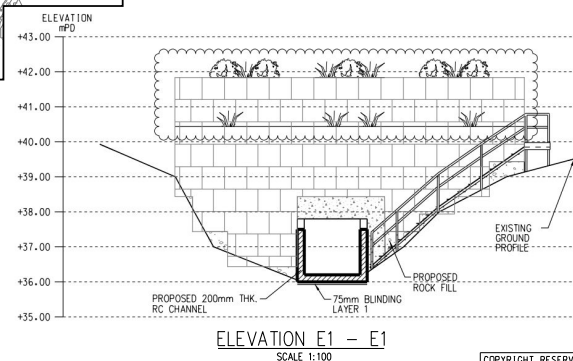 ELEVATION
mPD
+43.00
+42.00
+41.00
+40.00
+39.00
+38.00
+37.00
+36.00
+35.00
EXISTING
GROUND
PROFILE
PROPOSED
ROCK FILL
PROPOSED 200mm THK.
RC CHANNEL
75mm BLINDING
LAYER 1
ELEVATION E1 - E1
SCALE 1:100
COPYRIGHT RESERV